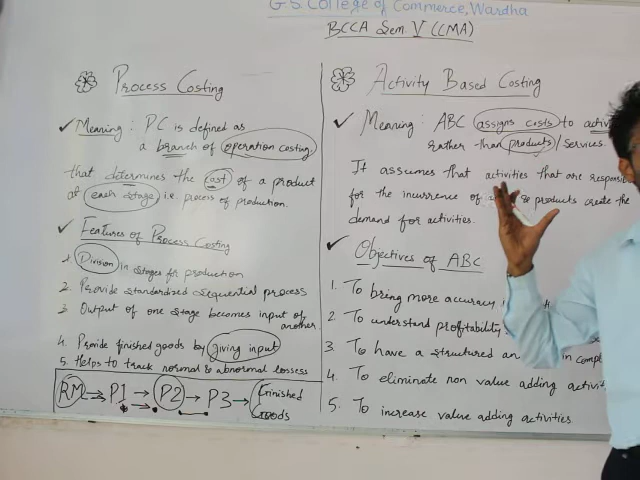 G.S. College of Commerce, Wardha
BCCA Sem V (CMA)
Process Costing
Meaning : PC is defined as
a branch of operation costing
that determines the cost of a product
at each stage i.e. process of production.
Features of Process Costing
1. Division in stages for production
2. Provide standardised sequential process
3 Output of one stage becomes input of
another.
4. Provide finished goods by giving input
5. Helps to track normal & abnormal lossess
RM → P1 → P2 → P3 → Finished
Goods
Activity Based Costing
Meaning : ABC assigns costs to
rather than products / services.
It assumes that activities that are
for the incurrence of & products create the
demand for activities.
Objectives of ABC
1. To bring more accuracy
2. To understand profitability
3. To have a structured
4. To eliminate non value adding
5. To increase value adding activities